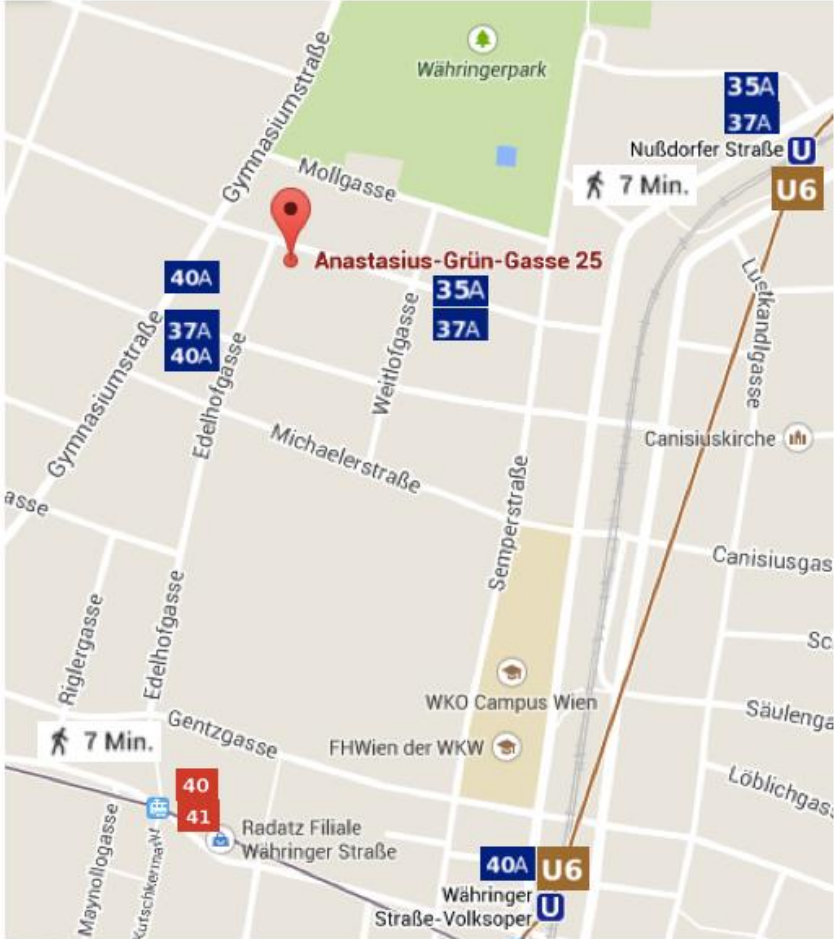 Gymnasiumstraße
Währingerpark
35A
37A
Nußdorfer Straße
U
U6
7 Min.
Mollgasse
Anastasius-Grün-Gasse 25
40A
35A
37A
37A
40A
Gymnasiumstraße
Edelhofgasse
Weitlofgasse
Lustkandlgasse
Michaelerstraße
Canisiuskirche
Semperstraße
asse
Canisiusgas
Edelhofgasse
Riglergasse
Sc
WKO Campus Wien
Säulenga
Gentzgasse
7 Min.
FHWien der WKW
Löblichgass
40
41
Radatz Filiale
Währinger Straße
Maynollogasse
Kutschkermarkt
40A
U6
Währinger
Straße-Volksoper
U